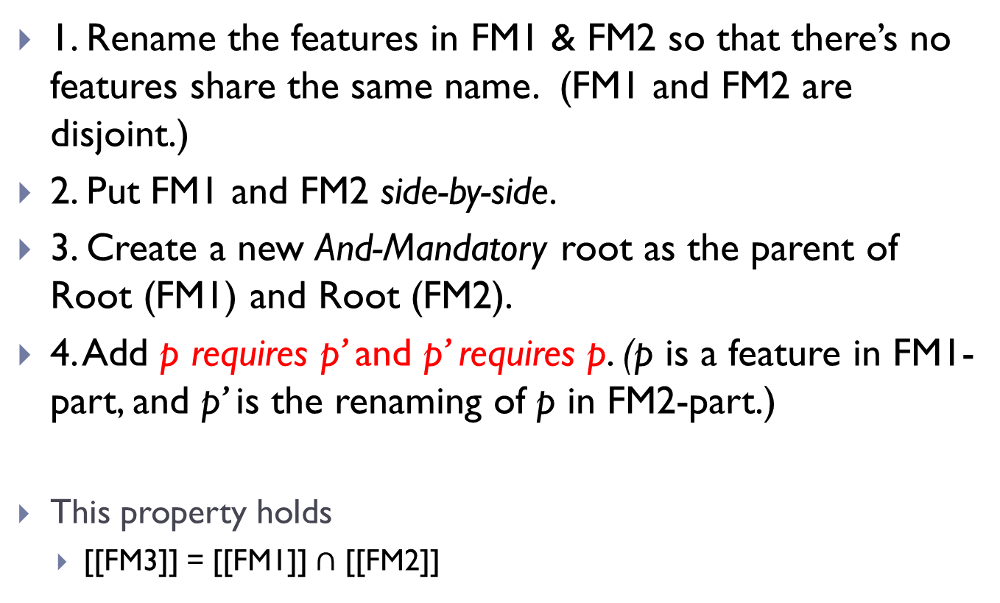 1. Rename the features in FM1 & FM2 so that there’s no
features share the same name. (FM1 and FM2 are
disjoint.)
2. Put FM1 and FM2 side-by-side.
3. Create a new And-Mandatory root as the parent of
Root (FM1) and Root (FM2).
4. Add p requires p’ and p’ requires p. (p is a feature in FM1-
part, and p’ is the renaming of p in FM2-part.)
This property holds
[[FM3]] = [[FM1]] ∩ [[FM2]]